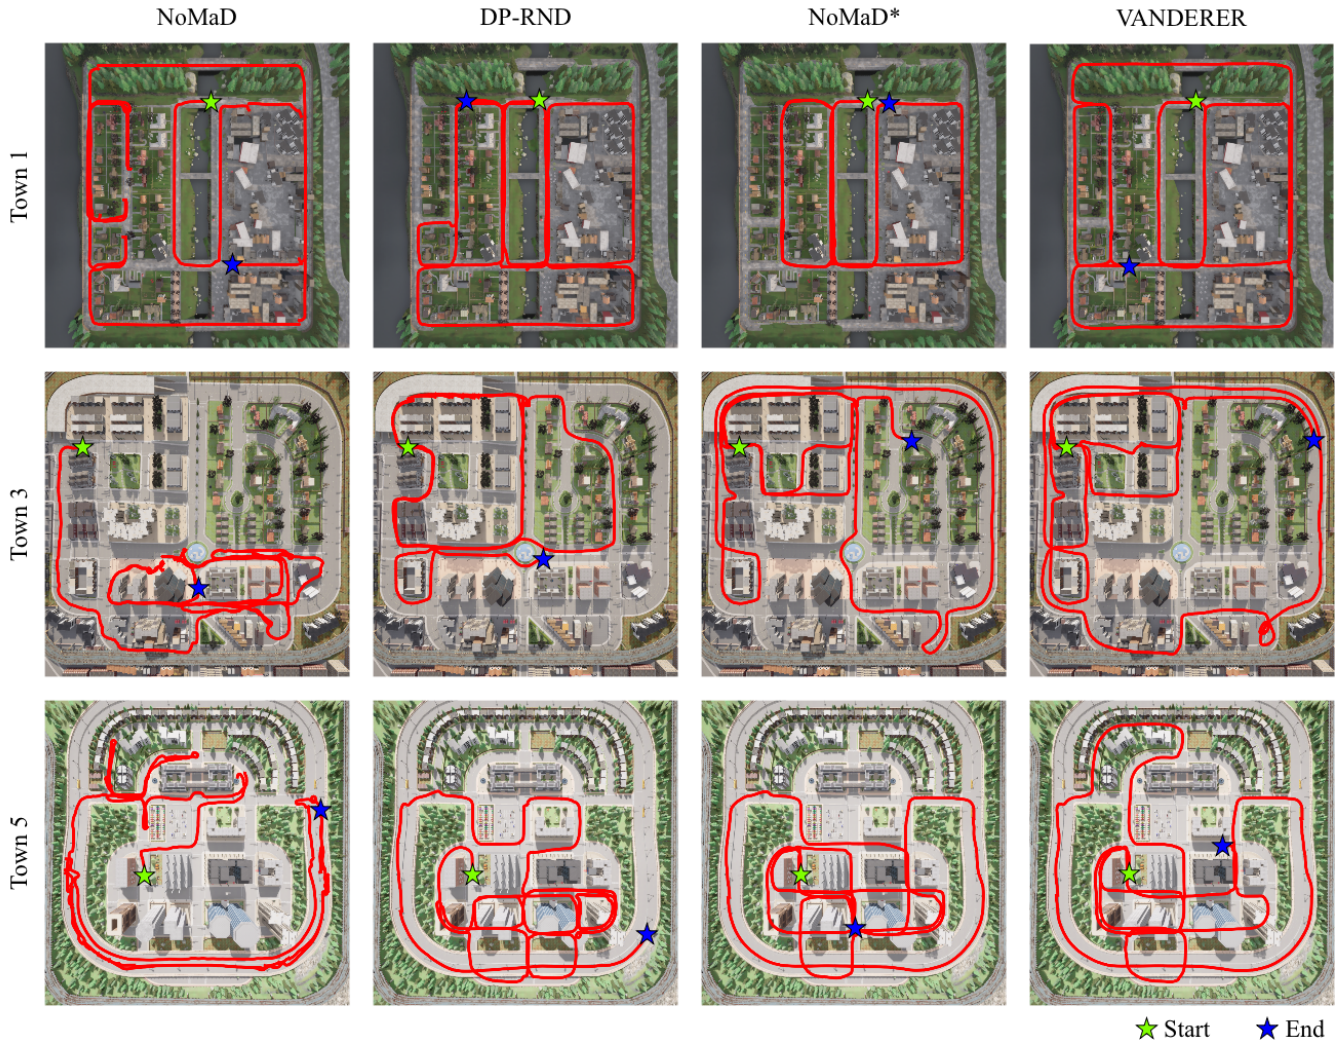 NoMaD DP-RND NoMaD* VANDERER
Town 1
Town 3
Town 5
Start End